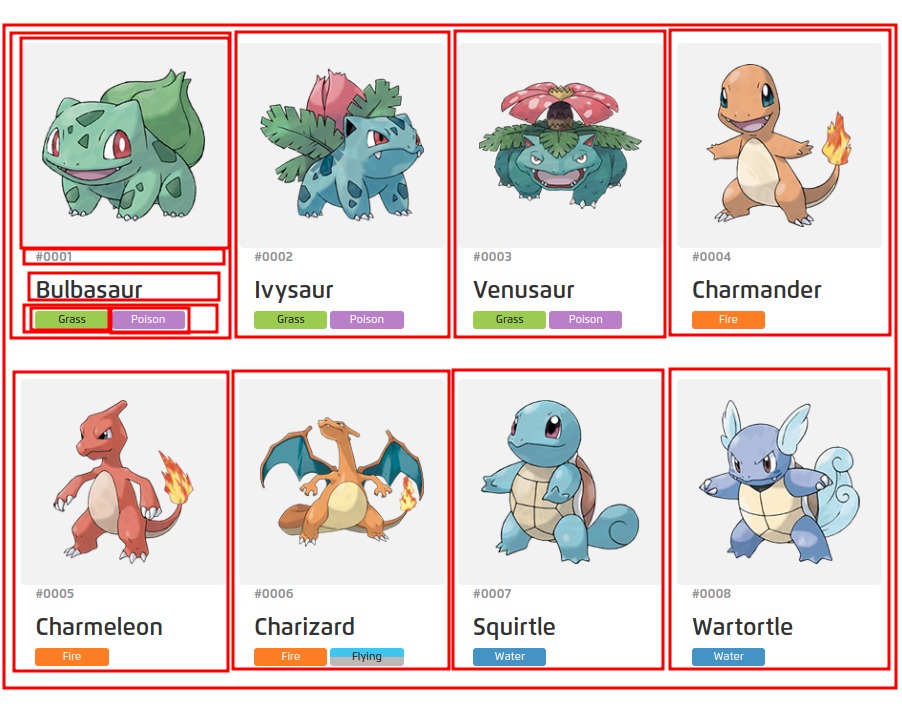 #0001
#0002
#0003
#0004
Bulbasaur
Ivysaur
Venusaur
Charmander
Grass Poison
Grass Poison
Grass Poison
Fire
#0005
#0006
#0007
#0008
Charmeleon
Charizard
Squirtle
Wartortle
Fire
Fire Flying
Water
Water